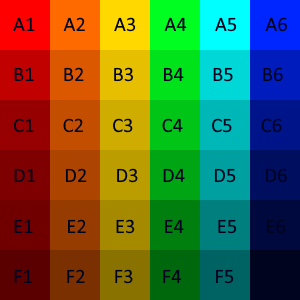 A1 A2 A3 A4 A5 A6
B1 B2 B3 B4 B5 B6
C1 C2 C3 C4 C5 C6
D1 D2 D3 D4 D5 D6
E1 E2 E3 E4 E5 E6
F1 F2 F3 F4 F5